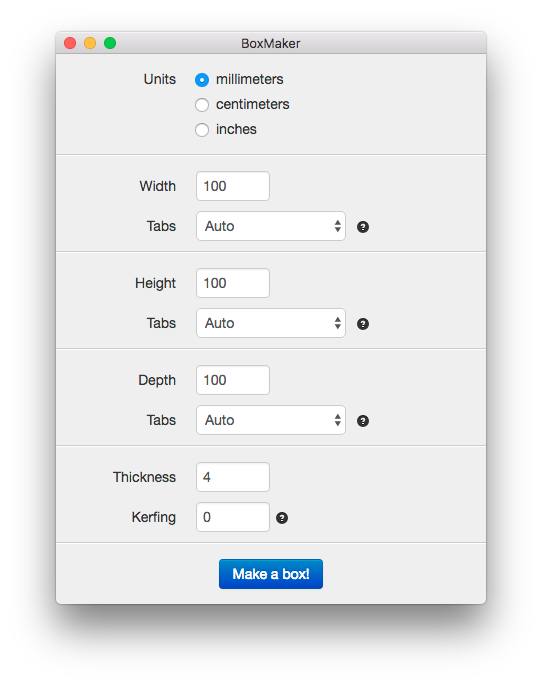 BoxMaker
Units millimeters
centimeters
inches
Width 100
Tabs Auto ?
Height 100
Tabs Auto ?
Depth 100
Tabs Auto ?
Thickness 4
Kerfing 0 ?
Make a box!